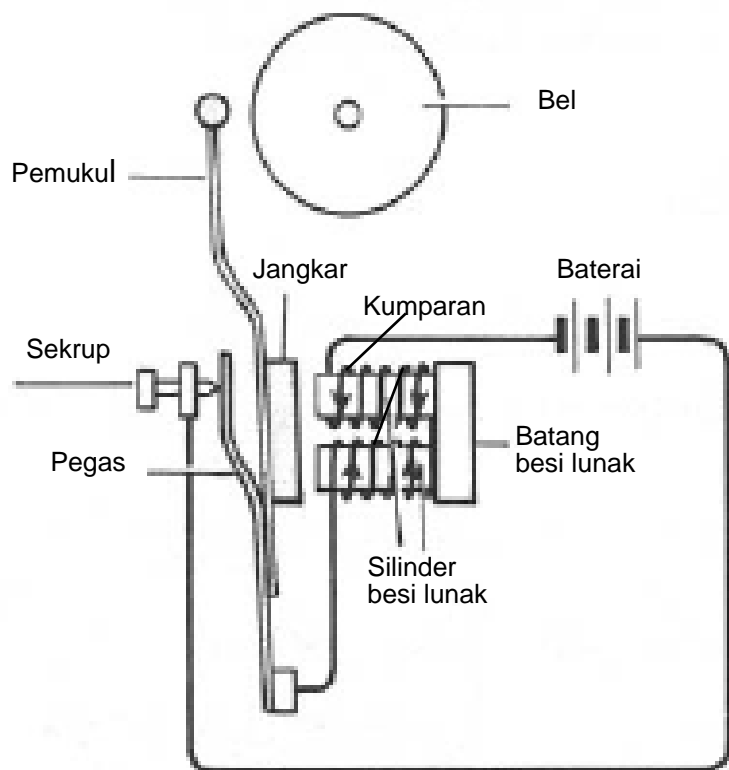 Bel
Pemukul
Jangkar
Baterai
Kumparan
Sekrup
Batang
besi lunak
Pegas
Silinder
besi lunak